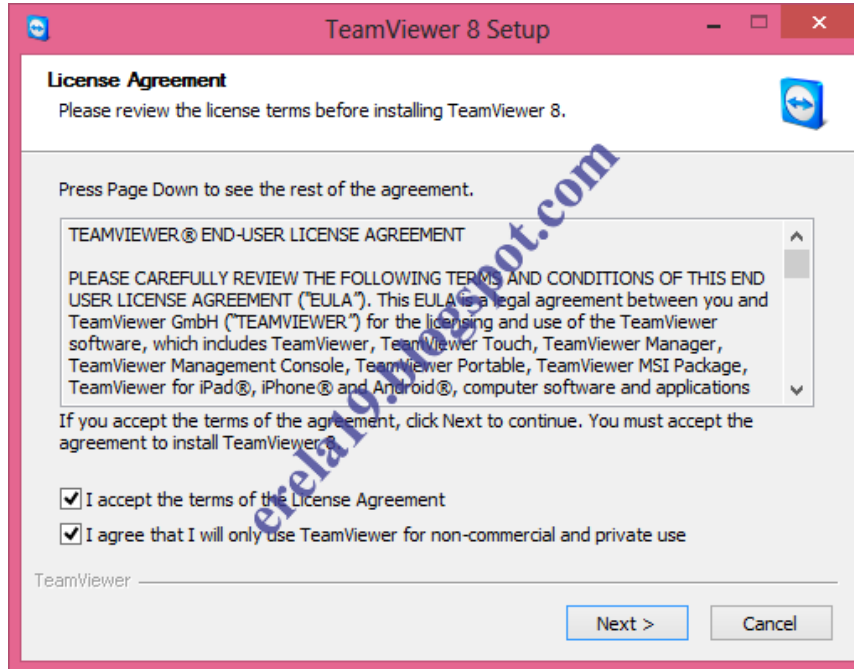 TeamViewer 8 Setup
License Agreement
Please review the license terms before installing TeamViewer 8.
Press Page Down to see the rest of the agreement.
TEAMVIEWER® END-USER LICENSE AGREEMENT
PLEASE CAREFULLY REVIEW THE FOLLOWING TERMS AND CONDITIONS OF THIS END
USER LICENSE AGREEMENT ("EULA"). This EULA is a legal agreement between you and
TeamViewer GmbH ("TEAMVIEWER") for the licensing and use of the TeamViewer
software, which includes TeamViewer, TeamViewer Touch, TeamViewer Manager,
TeamViewer Management Console, TeamViewer Portable, TeamViewer MSI Package,
TeamViewer for iPad®, iPhone® and Android®, computer software and applications
If you accept the terms of the agreement, click Next to continue. You must accept the
agreement to install TeamViewer 8.
I accept the terms of the License Agreement
I agree that I will only use TeamViewer for non-commercial and private use
TeamViewer
Next >
Cancel
erela19.blogspot.com